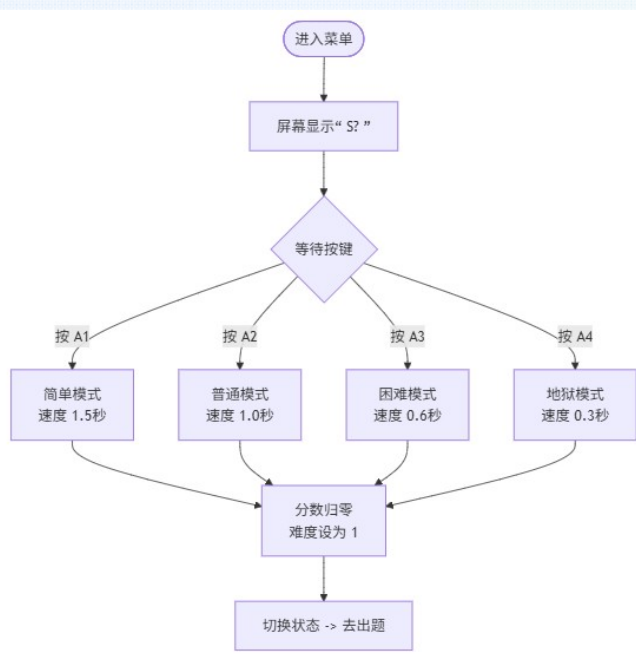 进入菜单
屏幕显示“ S? ”
等待按键
按 A1
按 A2
按 A3
按 A4
简单模式
速度 1.5秒
普通模式
速度 1.0秒
困难模式
速度 0.6秒
地狱模式
速度 0.3秒
分数归零
难度设为 1
切换状态 -> 去出题